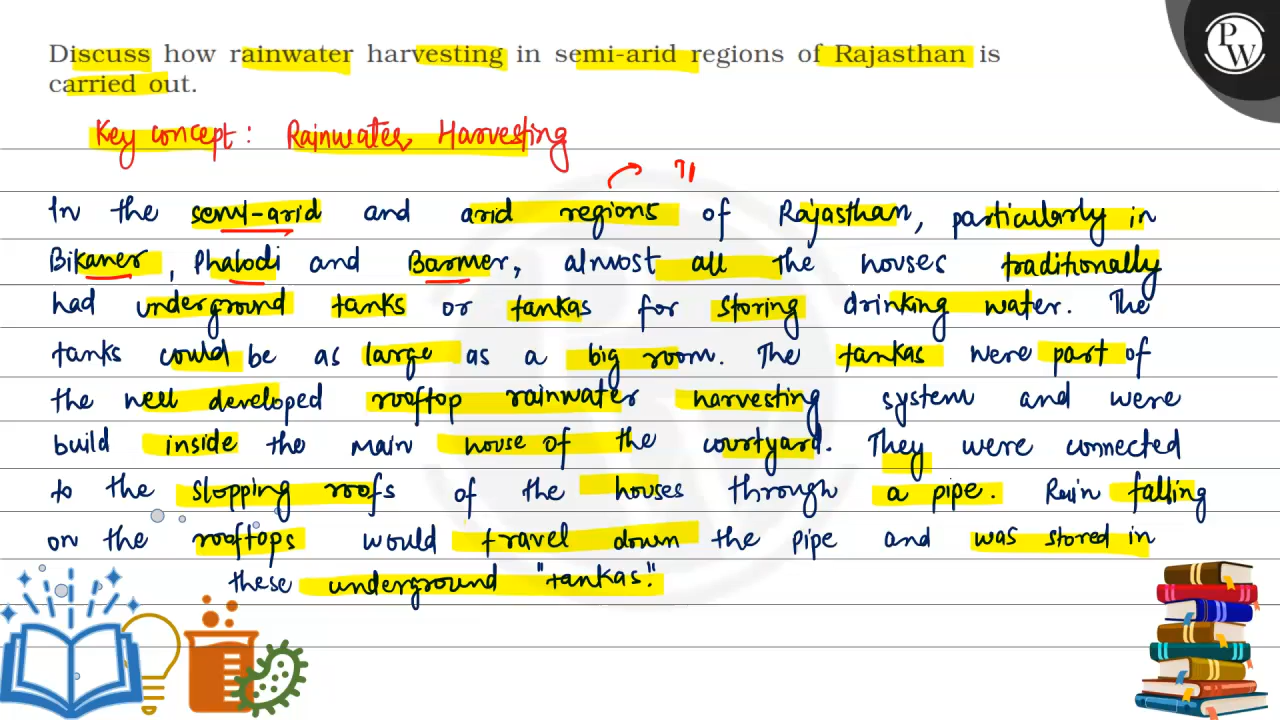 Discuss how rainwater harvesting in semi-arid regions of Rajasthan is
carried out.
PW
Key concept: Rainwater Harvesting
In the semi-arid and arid regions of Rajasthan, particularly in
Bikaner, Phalodi and Barmer, almost all the houses traditionally
had underground tanks or tankas for storing drinking water. The
tanks could be as large as a big room. The tankas were part of
the well developed rooftop rainwater harvesting system and were
build inside the main house of the courtyard. They were connected
to the slopping roofs of the houses through a pipe. Rain falling
on the rooftops would travel down the pipe and was stored in
these underground "tankas."